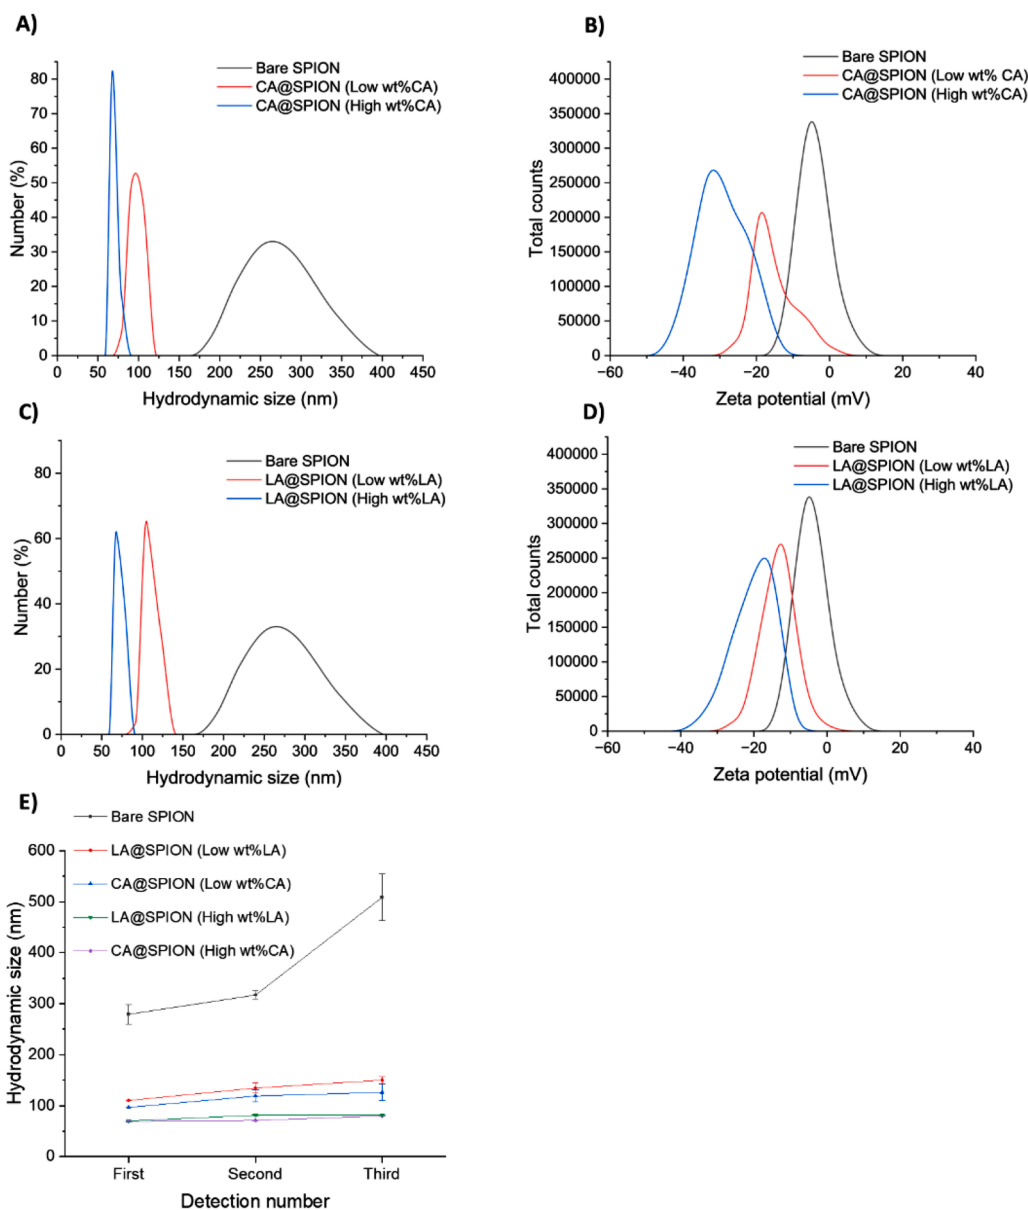 A)
Bare SPION
CA@SPION (Low wt%CA)
CA@SPION (High wt%CA)
Number (%)
80
70
60
50
40
30
20
10
0
0 50 100 150 200 250 300 350 400 450
Hydrodynamic size (nm)
B)
Bare SPION
CA@SPION (Low wt% CA)
CA@SPION (High wt%CA)
Total counts
400000
350000
300000
250000
200000
150000
100000
50000
0
−60 −40 −20 0 20 40
Zeta potential (mV)
C)
Bare SPION
LA@SPION (Low wt%LA)
LA@SPION (High wt%LA)
Number (%)
80
60
40
20
0
0 50 100 150 200 250 300 350 400 450
Hydrodynamic size (nm)
D)
Bare SPION
LA@SPION (Low wt%LA)
LA@SPION (High wt%LA)
Total counts
400000
350000
300000
250000
200000
150000
100000
50000
0
−60 −40 −20 0 20 40
Zeta potential (mV)
E)
Bare SPION
LA@SPION (Low wt%LA)
CA@SPION (Low wt%CA)
LA@SPION (High wt%LA)
CA@SPION (High wt%CA)
Hydrodynamic size (nm)
600
500
400
300
200
100
0
First Second Third
Detection number